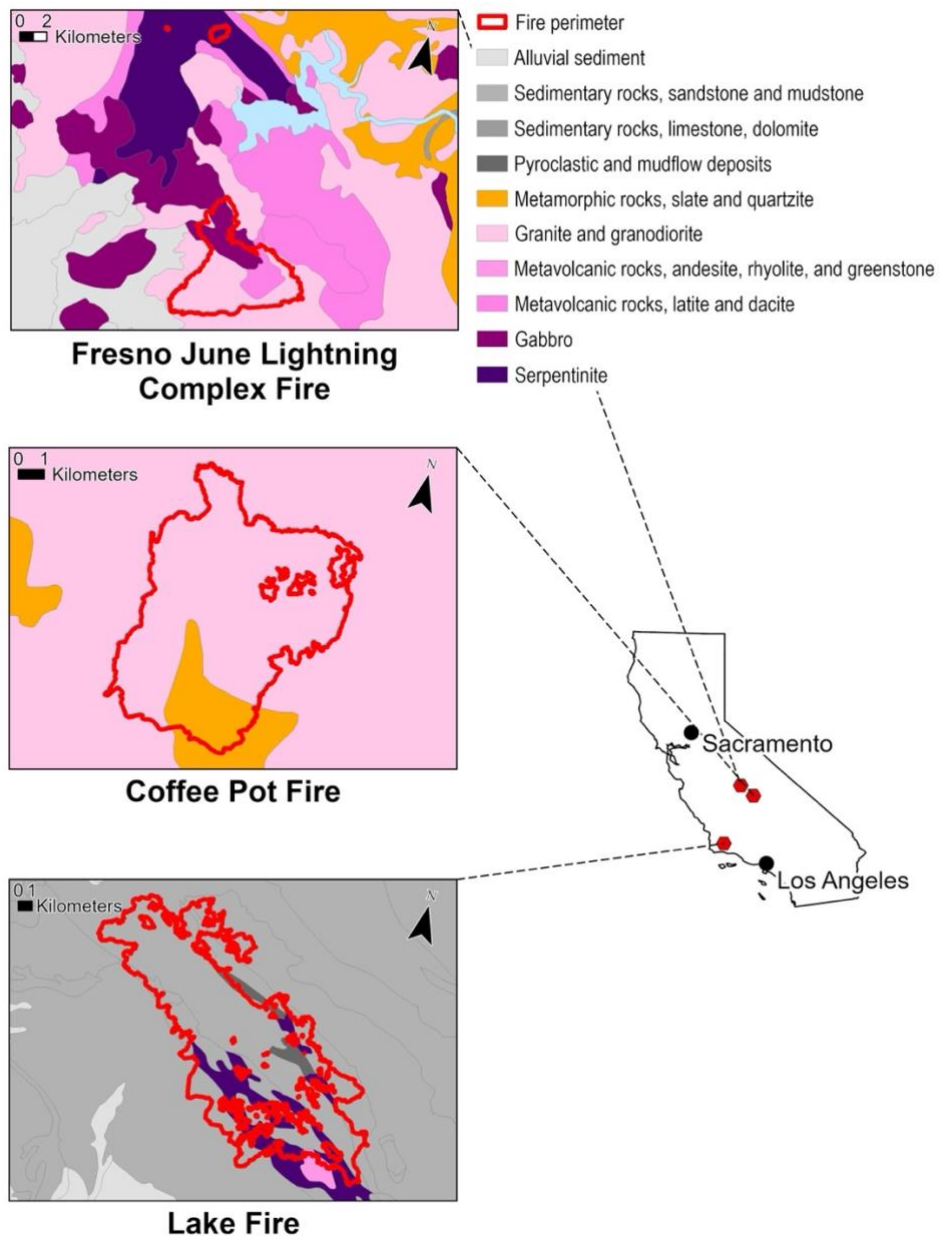 0 2
Kilometers
N
Fire perimeter
Alluvial sediment
Sedimentary rocks, sandstone and mudstone
Sedimentary rocks, limestone, dolomite
Pyroclastic and mudflow deposits
Metamorphic rocks, slate and quartzite
Granite and granodiorite
Metavolcanic rocks, andesite, rhyolite, and greenstone
Metavolcanic rocks, latite and dacite
Gabbro
Serpentinite
Fresno June Lightning
Complex Fire
0 1
Kilometers
N
Coffee Pot Fire
Sacramento
Los Angeles
0 1
Kilometers
N
Lake Fire